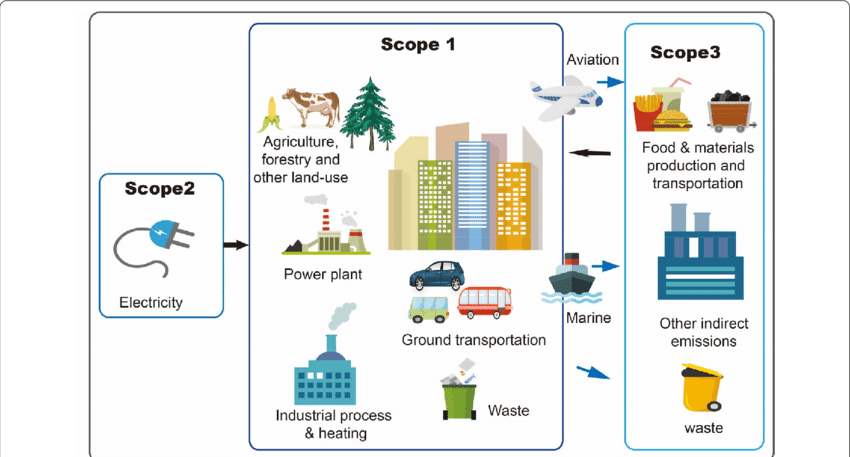 Scope 1
Aviation
Scope3
Agriculture,
forestry and
other land-use
Food & materials
production and
transportation
Scope2
Electricity
Power plant
Ground transportation
Marine
Other indirect
emissions
Industrial process
& heating
Waste
waste